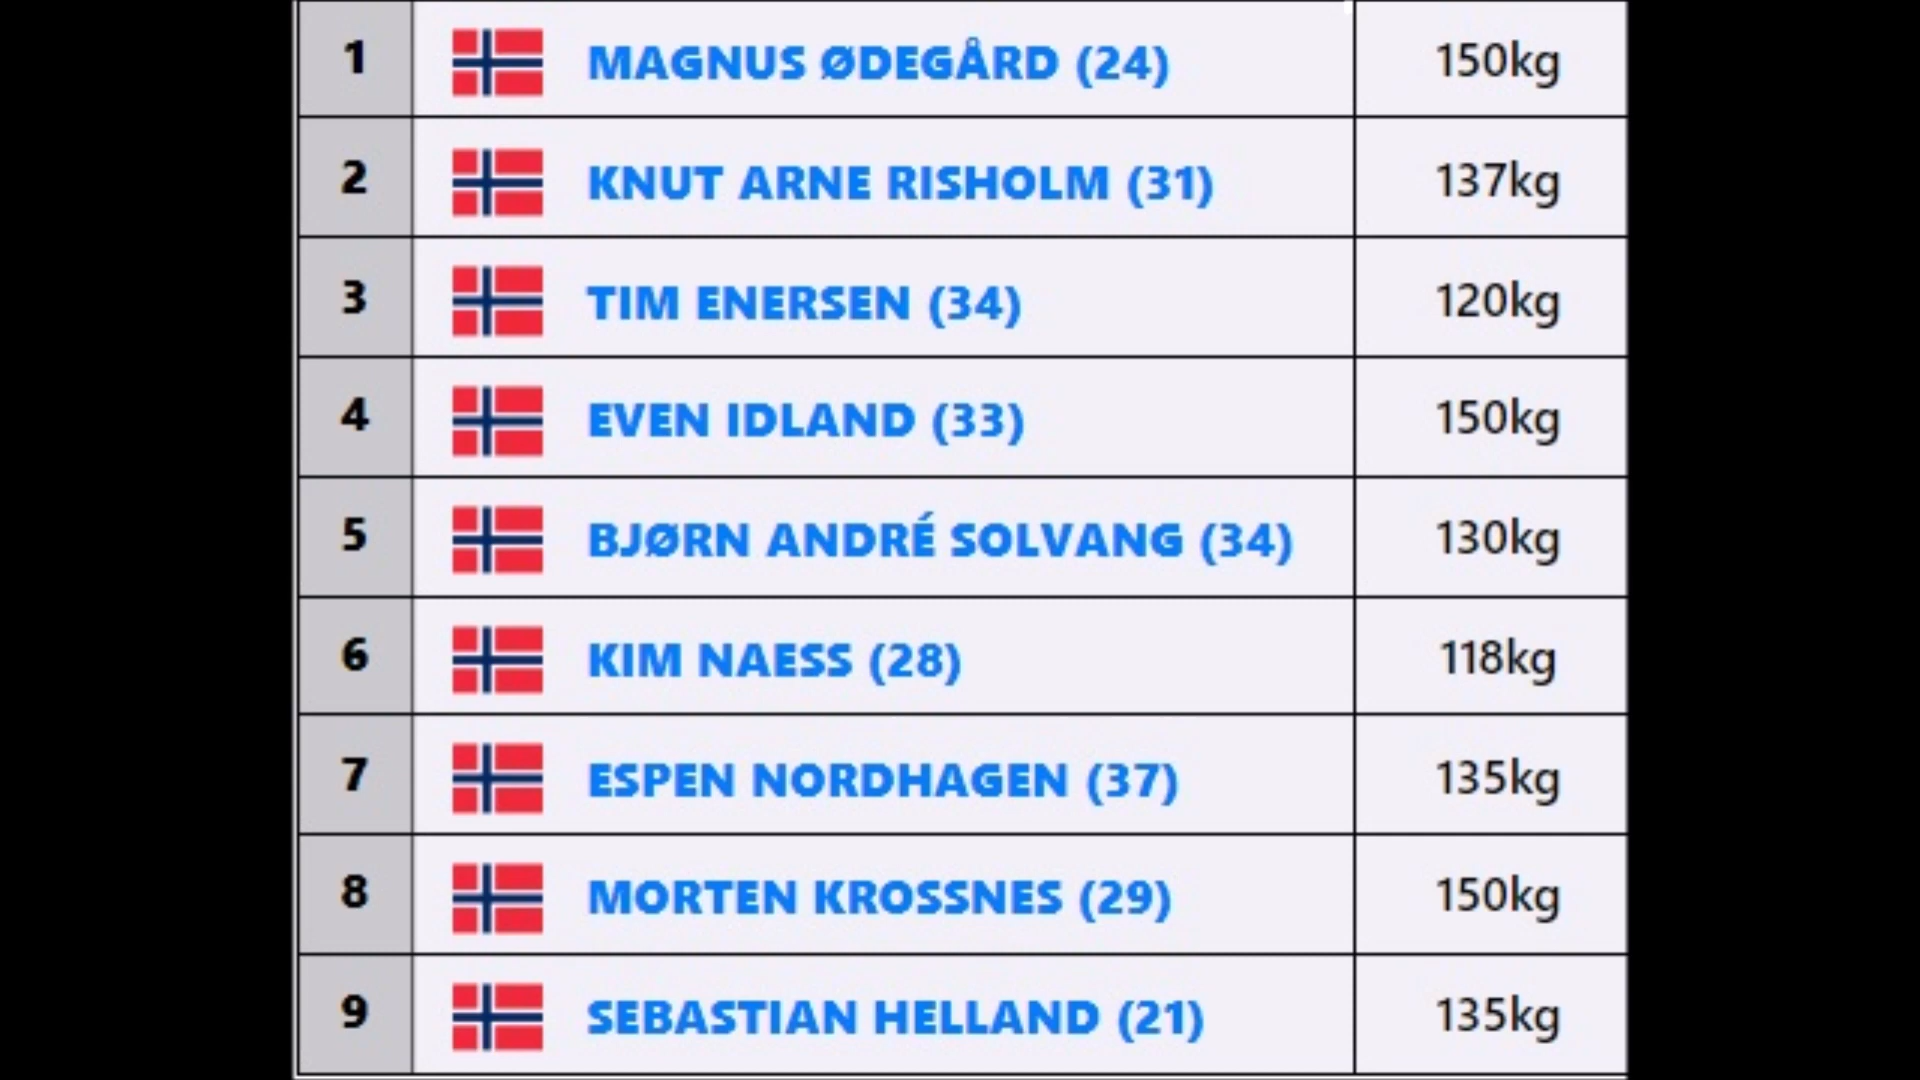 1 MAGNUS ØDEGÅRD (24) 150kg
2 KNUT ARNE RISHOLM (31) 137kg
3 TIM ENERSEN (34) 120kg
4 EVEN IDLAND (33) 150kg
5 BJØRN ANDRÉ SOLVANG (34) 130kg
6 KIM NAESS (28) 118kg
7 ESPEN NORDHAGEN (37) 135kg
8 MORTEN KROSSNES (29) 150kg
9 SEBASTIAN HELLAND (21) 135kg